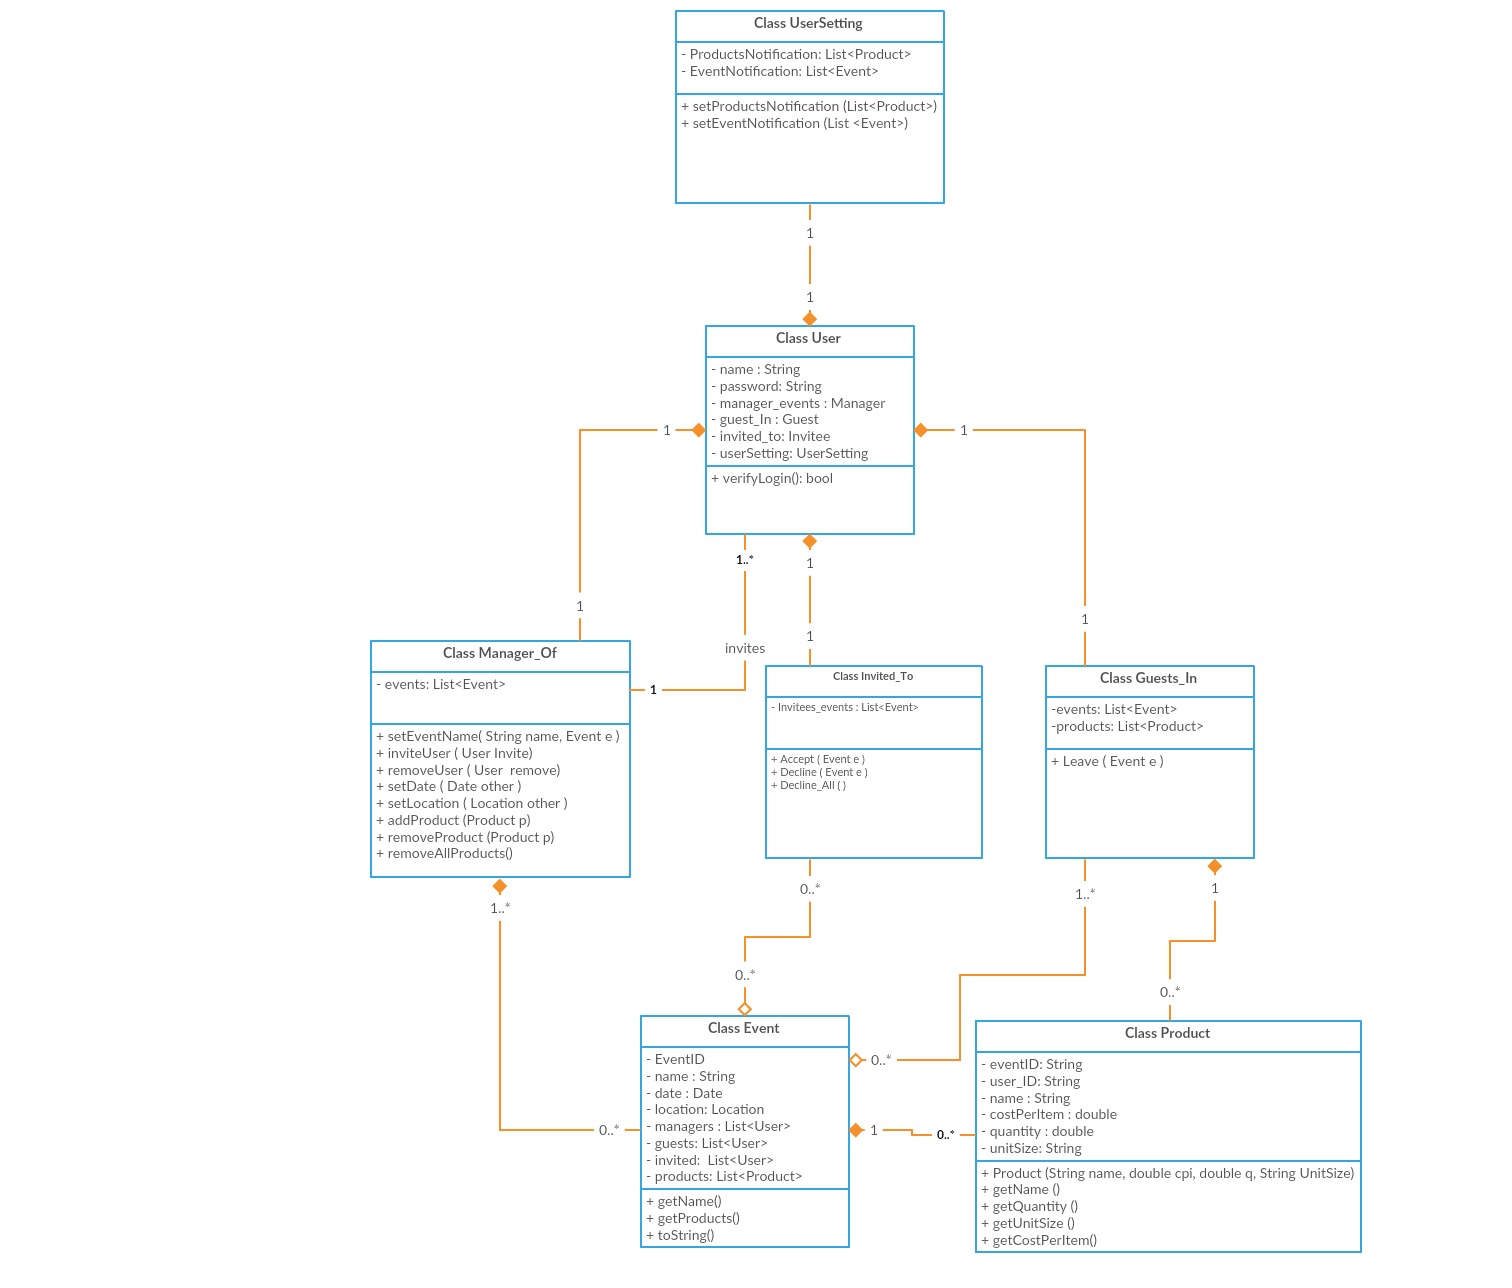 Class UserSetting
- ProductsNotification: List<Product>
- EventNotification: List<Event>
+ setProductsNotification (List<Product>)
+ setEventNotification (List <Event>)
1
1
Class User
- name : String
- password: String
- manager_events : Manager
- guest_In : Guest
- invited_to: Invitee
- userSetting: UserSetting
+ verifyLogin(): bool
1
1
1..*
1
1
1
1
invites
1
Class Manager_Of
- events: List<Event>
+ setEventName( String name, Event e )
+ inviteUser ( User Invite)
+ removeUser ( User  remove)
+ setDate ( Date other )
+ setLocation ( Location other )
+ addProduct (Product p)
+ removeProduct (Product p)
+ removeAllProducts()
Class Invited_To
- Invitees_events : List<Event>
+ Accept ( Event e )
+ Decline ( Event e )
+ Decline_All ( )
Class Guests_In
-events: List<Event>
-products: List<Product>
+ Leave ( Event e )
1..*
0..*
1..*
1
0..*
0..*
0..*
0..*
1
0..*
Class Event
- EventID
- name : String
- date : Date
- location: Location
- managers : List<User>
- guests: List<User>
- invited:  List<User>
- products: List<Product>
+ getName()
+ getProducts()
+ toString()
Class Product
- eventID: String
- user_ID: String
- name : String
- costPerItem : double
- quantity : double
- unitSize: String
+ Product (String name, double cpi, double q, String UnitSize)
+ getName ()
+ getQuantity ()
+ getUnitSize ()
+ getCostPerItem()